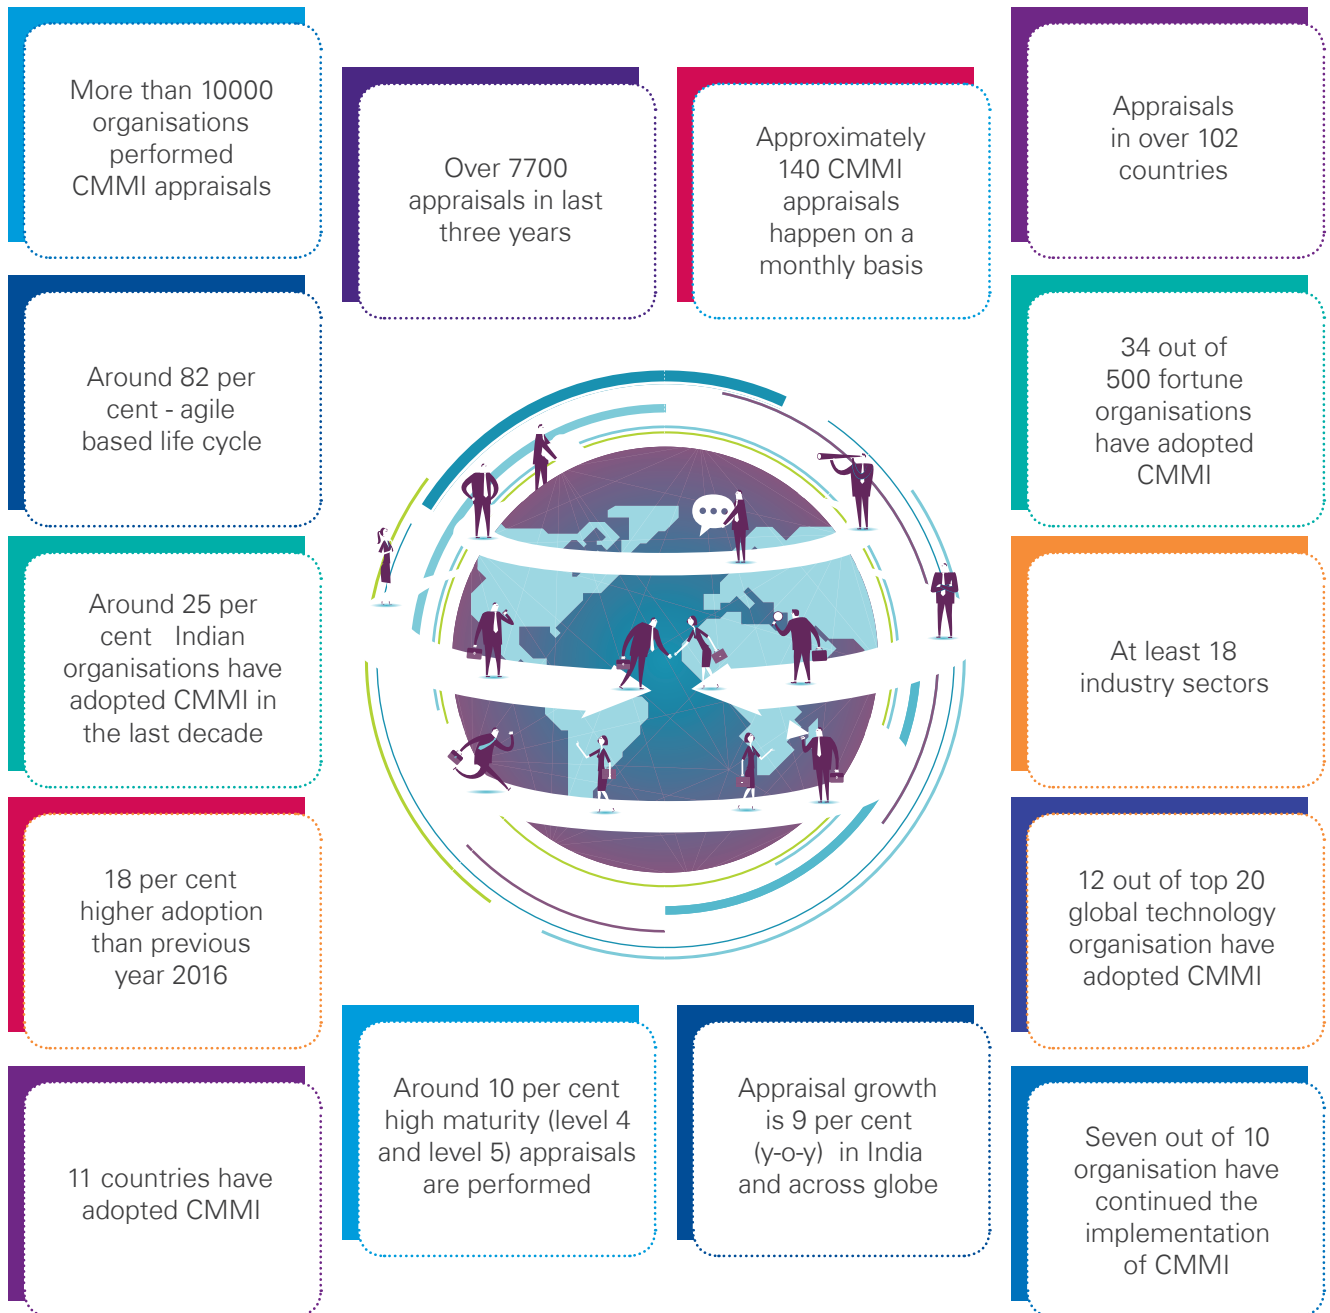 More than 10000
organisations
performed
CMMI appraisals
Over 7700
appraisals in last
three years
Approximately
140 CMMI
appraisals
happen on a
monthly basis
Appraisals
in over 102
countries
Around 82 per
cent - agile
based life cycle
34 out of
500 fortune
organisations
have adopted
CMMI
Around 25 per
cent Indian
organisations have
adopted CMMI in
the last decade
At least 18
industry sectors
18 per cent
higher adoption
than previous
year 2016
12 out of top 20
global technology
organisation have
adopted CMMI
11 countries have
adopted CMMI
Around 10 per cent
high maturity (level 4
and level 5) appraisals
are performed
Appraisal growth
is 9 per cent
(y-o-y) in India
and across globe
Seven out of 10
organisation have
continued the
implementation
of CMMI